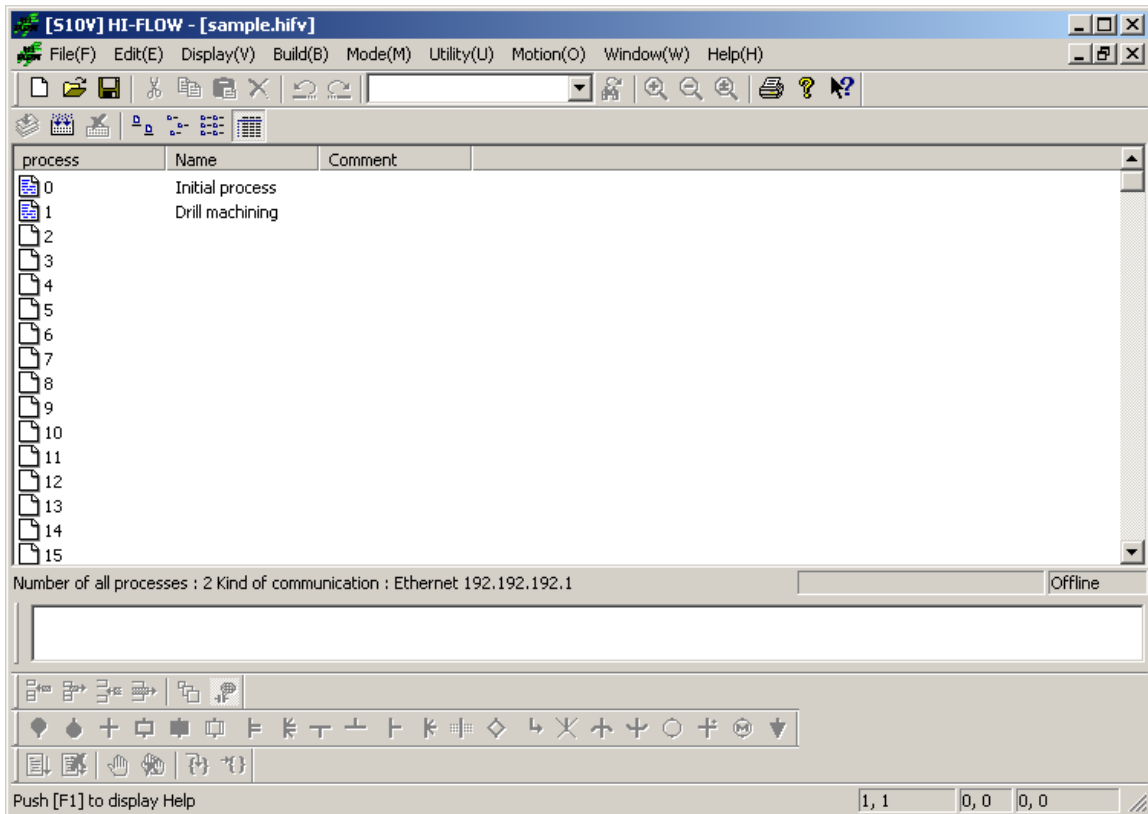 [S10V] HI-FLOW - [sample.hifv]
File(F) Edit(E) Display(V) Build(B) Mode(M) Utility(U) Motion(O) Window(W) Help(H)
process Name Comment
0 Initial process
1 Drill machining
2
3
4
5
6
7
8
9
10
11
12
13
14
15
Number of all processes : 2 Kind of communication : Ethernet 192.192.192.1 Offline
Push [F1] to display Help 1, 1 0, 0 0, 0